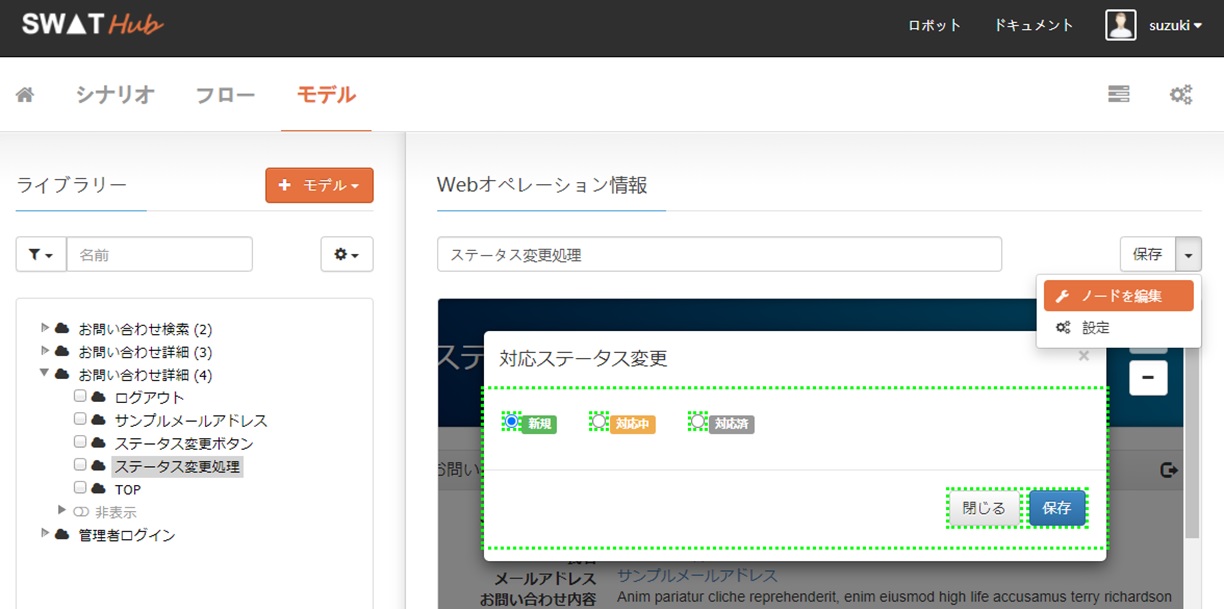 SWAT Hub
ロボット ドキュメント suzuki
シナリオ フロー モデル
ライブラリー
+ モデル
Webオペレーション情報
名前
ステータス変更処理
保存
ノードを編集
設定
お問い合わせ検索 (2)
お問い合わせ詳細 (3)
お問い合わせ詳細 (4)
ログアウト
サンプルメールアドレス
ステータス変更ボタン
ステータス変更処理
TOP
非表示
管理者ログイン
ステ
対応ステータス変更
×
新規 対応中 対応済
お問い
閉じる 保存
メールアドレス サンプルメールアドレス
お問い合わせ内容 Anim pariatur cliche reprehenderit, enim eiusmod high life accusamus terry richardson